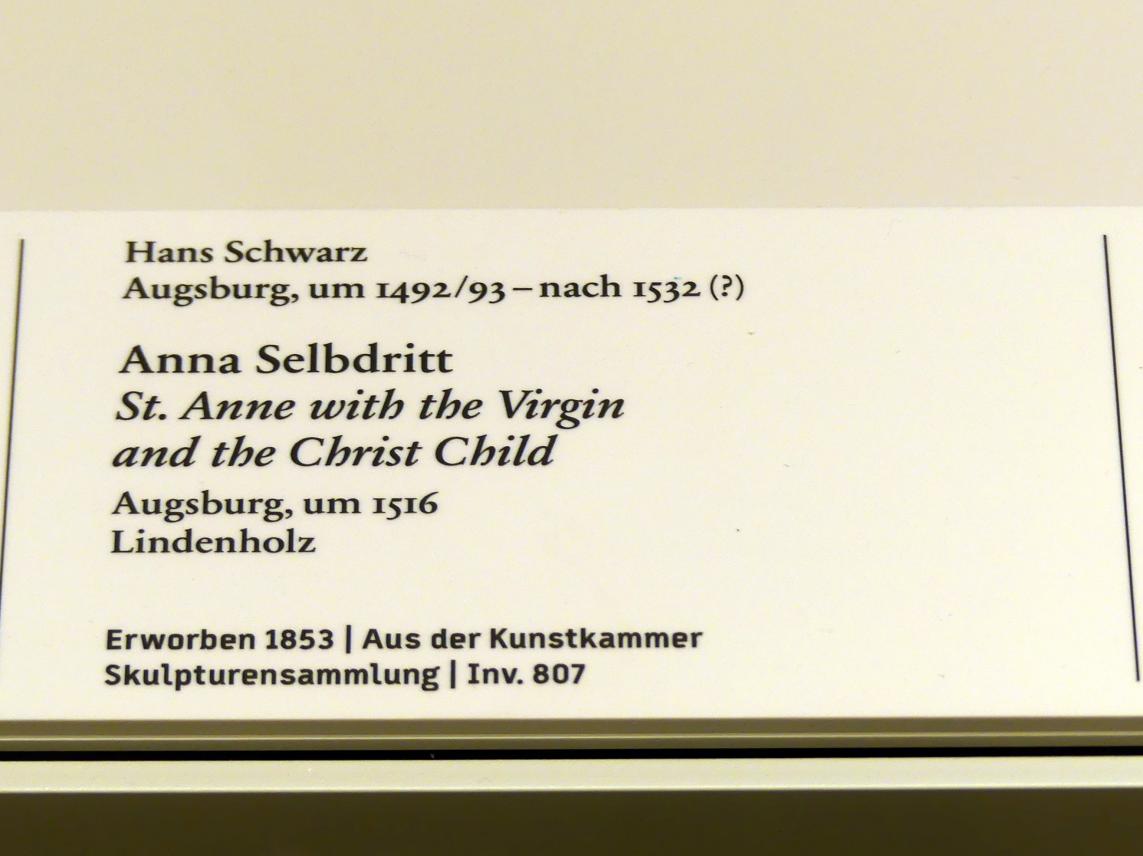 Hans Schwarz
Augsburg, um 1492/93 – nach 1532 (?)
Anna Selbdritt
St. Anne with the Virgin
and the Christ Child
Augsburg, um 1516
Lindenholz
Erworben 1853 | Aus der Kunstkammer
Skulpturensammlung | Inv. 807